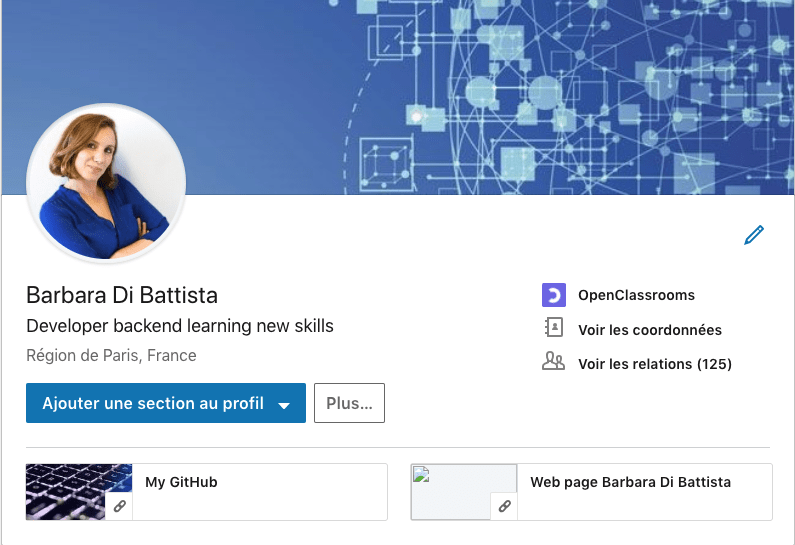 Barbara Di Battista
Developer backend learning new skills
Région de Paris, France
Ajouter une section au profil
Plus...
OpenClassrooms
Voir les coordonnées
Voir les relations (125)
My GitHub
Web page Barbara Di Battista